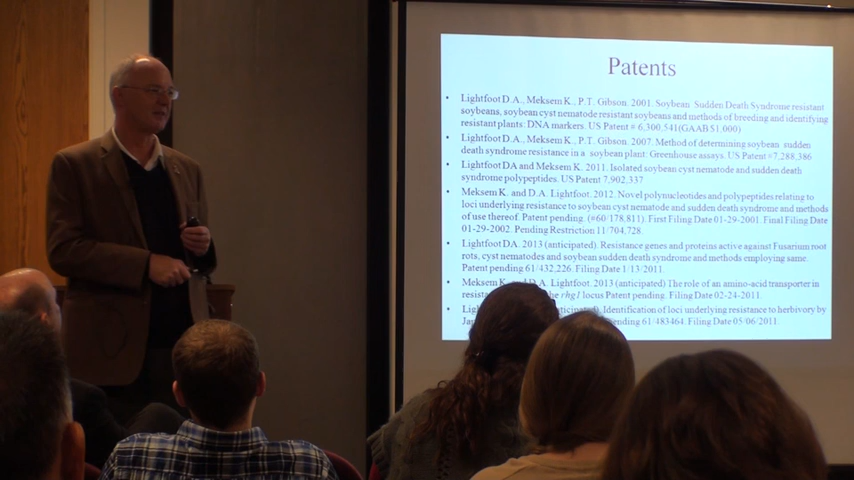 Patents
• Lightfoot D.A., Meksem K., P.T. Gibson. 2001. Soybean Sudden Death Syndrome resistant
soybeans, soybean cyst nematode resistant soybeans and methods of breeding and identifying
resistant plants: DNA markers. US Patent # 6,300,541(GAAB 51,000)
• Lightfoot D.A., Meksem K., P.T. Gibson. 2007. Method of determining soybean sudden
death syndrome resistance in a soybean plant: Greenhouse assays. US Patent #7,288,386
• Lightfoot DA and Meksem K. 2011. Isolated soybean cyst nematode and sudden death
syndrome polypeptides. US Patent 7,902,337
• Meksem K. and D.A. Lightfoot. 2012. Novel polynucleotides and polypeptides relating to
loci underlying resistance to soybean cyst nematode and sudden death syndrome and methods
of use thereof. Patent pending. (#60/178,811). First Filing Date 01-29-2001. Final Filing Date
01-29-2002. Pending Restriction 11/704,728.
• Lightfoot DA. 2013 (anticipated). Resistance genes and proteins active against Fusarium root
rots, cyst nematodes and soybean sudden death syndrome and methods employing same.
Patent pending 61/432,226. Filing Date 1/13/2011.
• Meksem K. and D.A. Lightfoot. 2013 (anticipated) The role of an amino-acid transporter in
the rhg1 locus Patent pending. Filing Date 02-24-2011.
• Identification of loci underlying resistance to herbivory by
61/483464. Filing Date 05/06/2011.